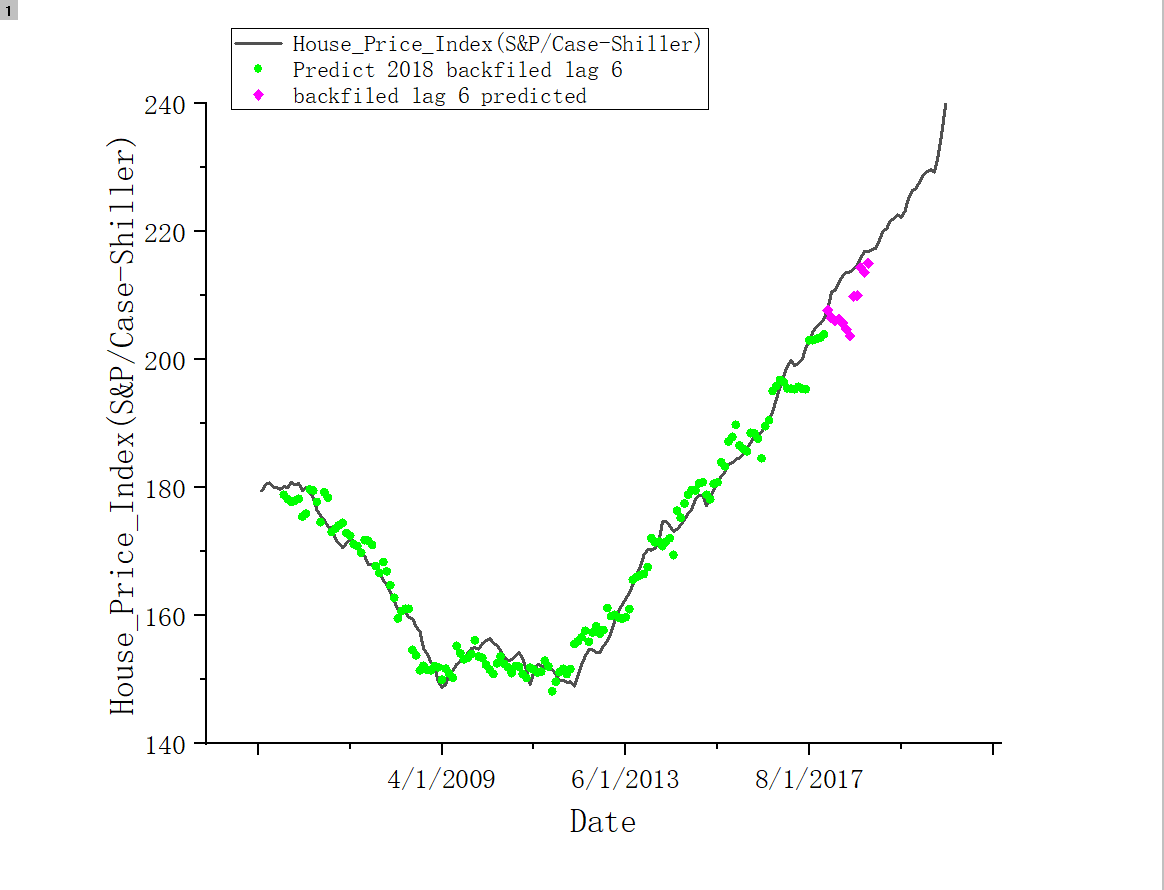 1
House_Price_Index(S&P/Case-Shiller)
Predict 2018 backfiled lag 6
backfiled lag 6 predicted
240
220
200
180
160
140
House_Price_Index(S&P/Case-Shiller)
4/1/2009 6/1/2013 8/1/2017
Date